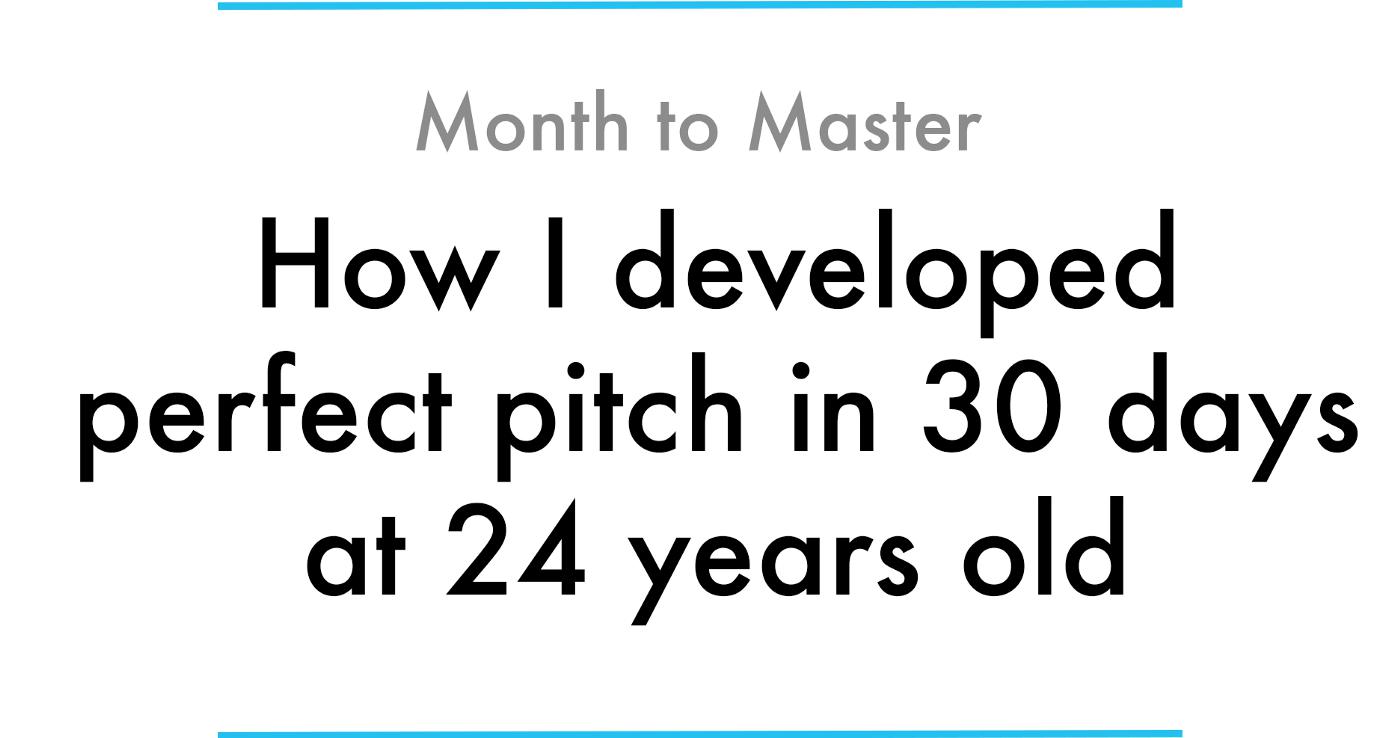 Month to Master
How I developed
perfect pitch in 30 days
at 24 years old